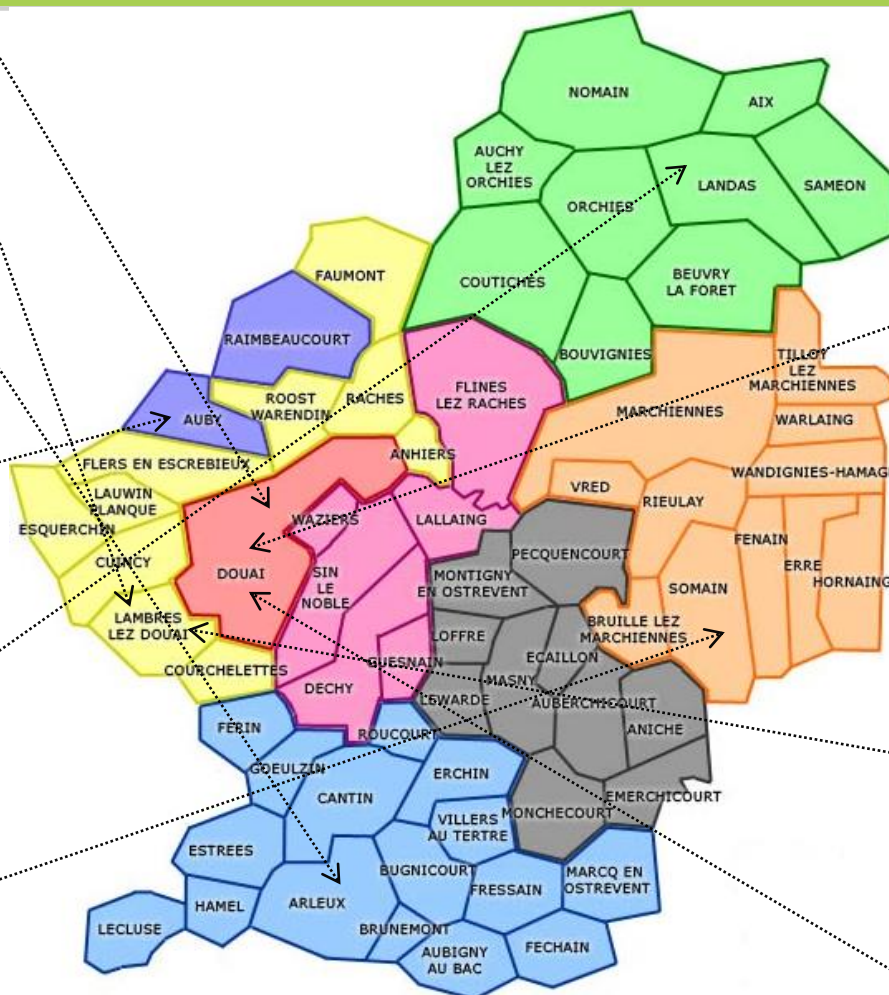 NOMAIN
AIX
AUCHY
LEZ
ORCHIES
LANDAS
SAMEON
ORCHIES
FAUMONT
COUTICHES
BEUVRY
LA FORET
RAIMBEAUCOURT
BOUVIGNIES
TILLOY
LEZ
MARCHIENNES
FLINES
LEZ RACHES
ROOST
WARENDIN
RACHES
MARCHIENNES
AUBY
WARLAING
ANHIERS
FLERS EN ESCREBIEUX
WANDIGNIES-HAMAG
VRED
LAUWIN
PLANQUE
RIEULAY
WAZIERS
LALLAING
ESQUERCHIN
FENAIN
PECQUENCOURT
CUINCY
DOUAI
SIN
LE
NOBLE
MONTIGNY
EN OSTREVENT
SOMAIN
ERRE
HORNAING
LAMBRES
LEZ DOUAI
BRUILLE LEZ
MARCHIENNES
LOFFRE
ECAILLON
GUESNAIN
COURCHELETTES
MASNY
DECHY
LEWARDE
AUBERCHICOURT
FERIN
ROUCOURT
ANICHE
GOEULZIN
ERCHIN
CANTIN
EMERCHICOURT
MONCHECOURT
VILLERS
AU TERTRE
ESTREES
BUGNICOURT
MARCQ EN
OSTREVENT
FRESSAIN
HAMEL
ARLEUX
LECLUSE
BRUNEMONT
AUBIGNY
AU BAC
FECHAIN